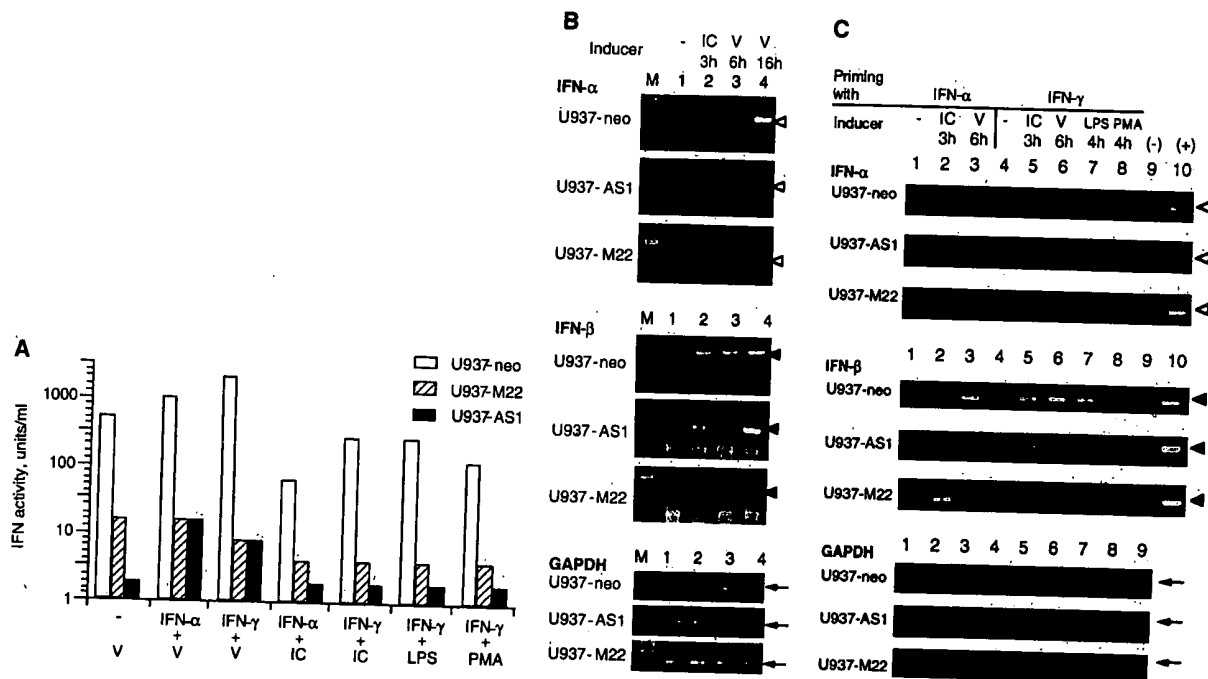 A
IFN activity, units/ml
1000
100
10
1
U937-neo
U937-M22
U937-AS1
- IFN-α IFN-γ IFN-α IFN-γ IFN-γ IFN-γ
+ + + + + +
V V V IC IC LPS PMA
B
Inducer - IC V V
3h 6h 16h
M 1 2 3 4
IFN-α
U937-neo
U937-AS1
U937-M22
M 1 2 3 4
IFN-β
U937-neo
U937-AS1
U937-M22
GAPDH M 1 2 3 4
U937-neo
U937-AS1
U937-M22
C
Priming
with IFN-α IFN-γ
Inducer - IC V - IC V LPS PMA
3h 6h 3h 6h 4h 4h (-) (+)
1 2 3 4 5 6 7 8 9 10
IFN-α
U937-neo
U937-AS1
U937-M22
IFN-β 1 2 3 4 5 6 7 8 9 10
U937-neo
U937-AS1
U937-M22
GAPDH 1 2 3 4 5 6 7 8 9
U937-neo
U937-AS1
U937-M22